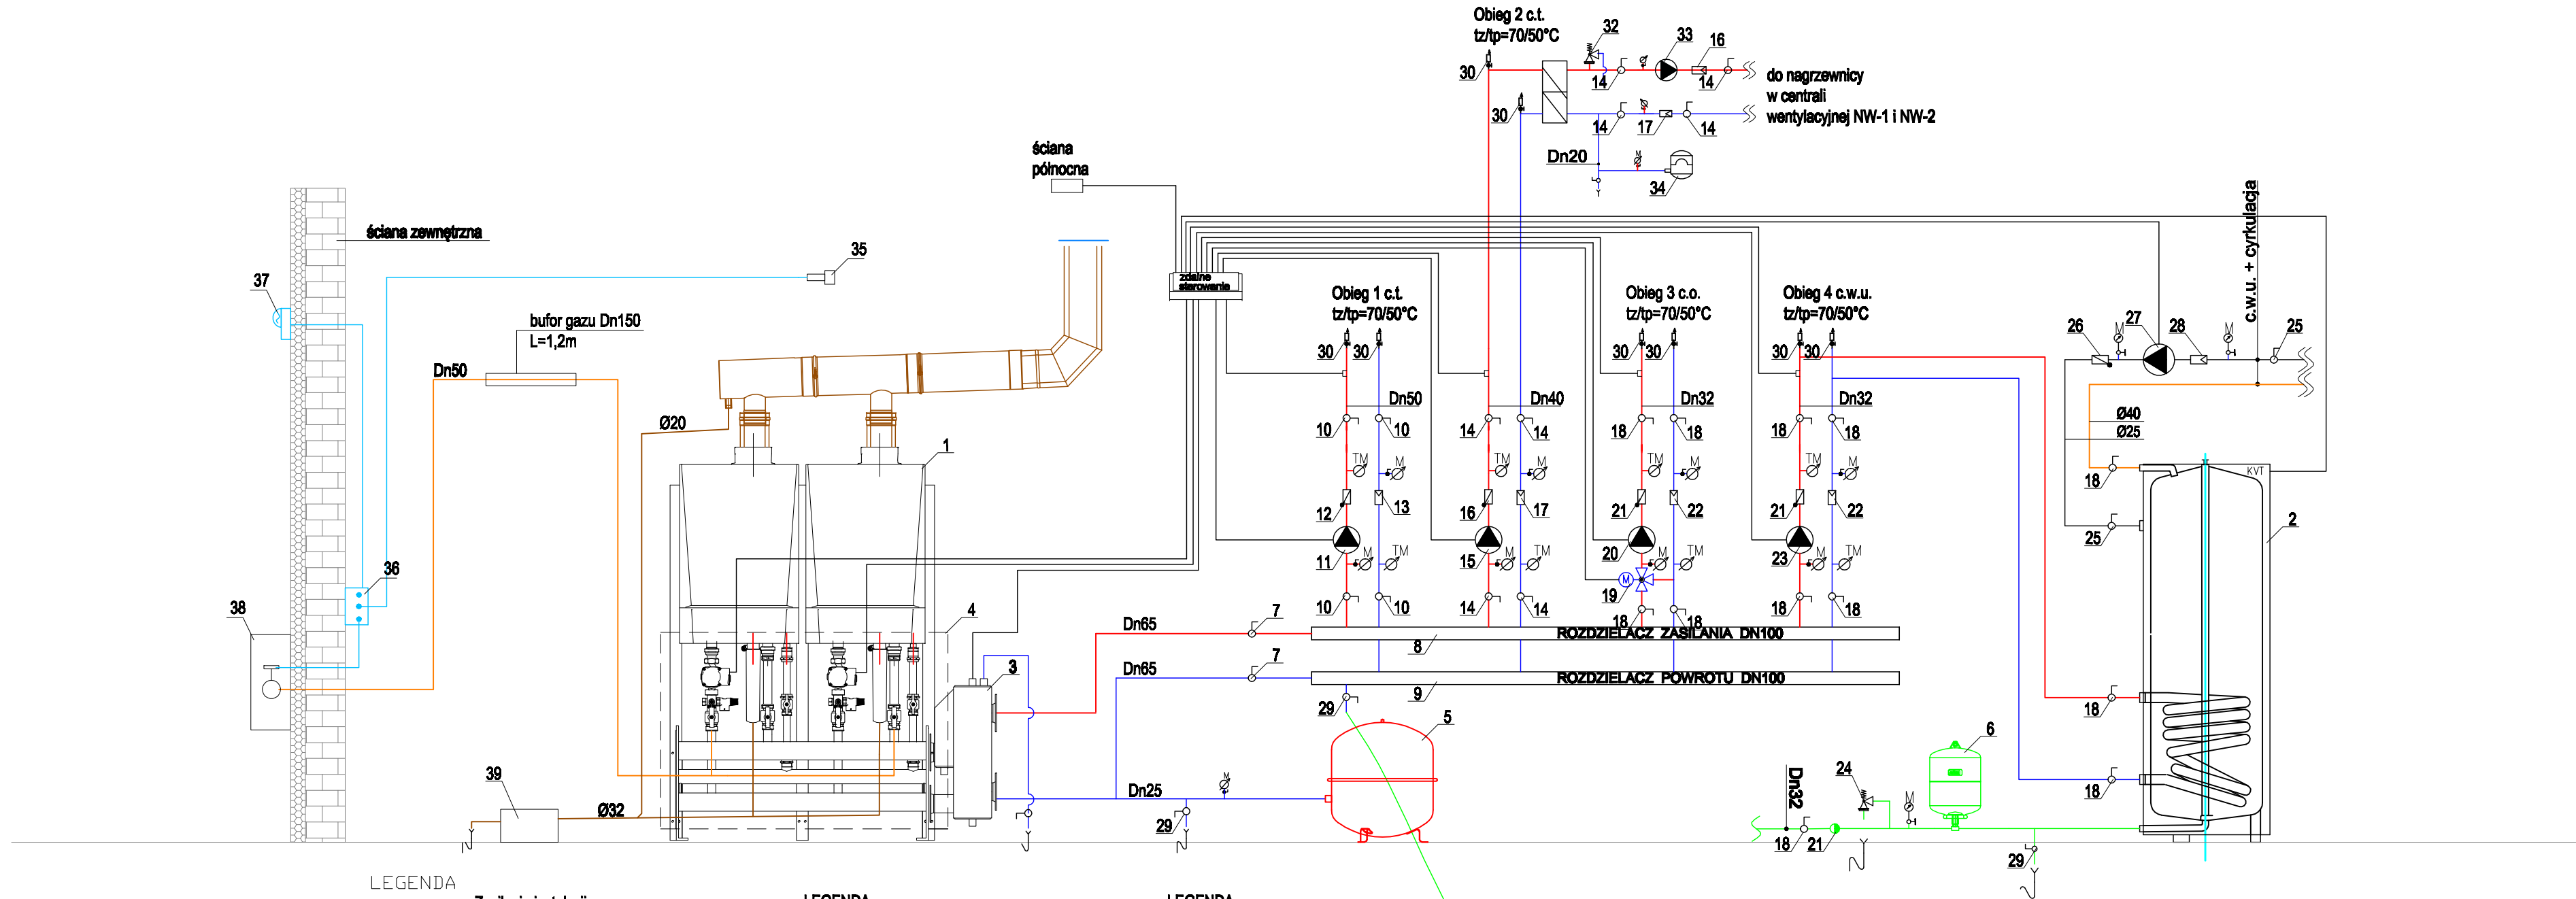 Obieg 2 c.t.
tz/tp=70/50°C
32
33
16
30
14
14
do nagrzewnicy
w centrali
wentylacyjnej NW-1 i NW-2
30
14
17
14
M
Dn20
34
ściana
północna
ściana zewnętrzna
35
37
zdalne
sterowanie
c.w.u. + cyrkulacja
bufor gazu Dn150
L=1,2m
Dn50
Obieg 1 c.t.
tz/tp=70/50°C
Obieg 3 c.o.
tz/tp=70/50°C
Obieg 4 c.w.u.
tz/tp=70/50°C
30
30
30
30
30
30
26
M
27
28
M
25
Dn50
Dn40
Dn32
Dn32
Ø40
Ø25
Ø20
1
10
10
14
14
18
18
18
18
TM
M
TM
M
TM
M
TM
M
18
KVT
12
13
16
17
21
22
21
22
25
2
11
M
TM
15
M
TM
20
M
TM
23
M
TM
M
19
36
38
4
10
10
14
14
18
18
18
18
Dn65
7
ROZDZIELACZ ZASILANIA DN100
8
Dn65
7
3
ROZDZIELACZ POWROTU DN100
9
29
5
18
6
39
Ø32
Dn25
M
29
Dn32
24
M
18
18
21
29
LEGENDA
LEGENDA
LEGENDA